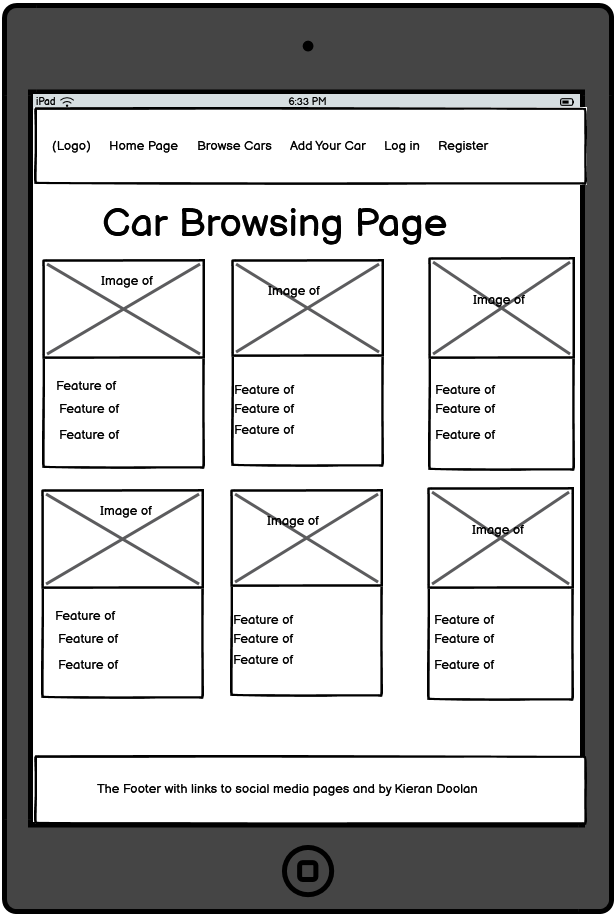 iPad 6:33 PM
(Logo) Home Page Browse Cars Add Your Car Log in Register
Car Browsing Page
Image of
Image of
Image of
Feature of
Feature of
Feature of
Feature of
Feature of
Feature of
Feature of
Feature of
Feature of
Image of
Image of
Image of
Feature of
Feature of
Feature of
Feature of
Feature of
Feature of
Feature of
Feature of
Feature of
The Footer with links to social media pages and by Kieran Doolan